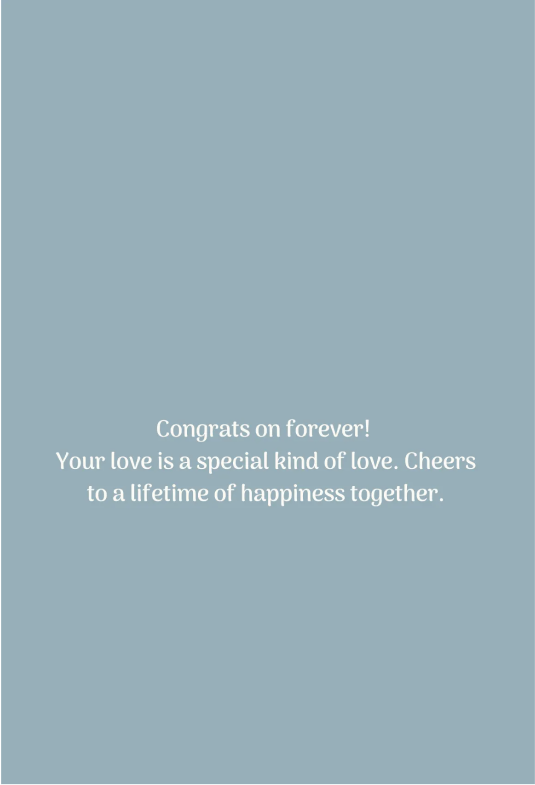 Congrats on forever!
Your love is a special kind of love. Cheers
to a lifetime of happiness together.